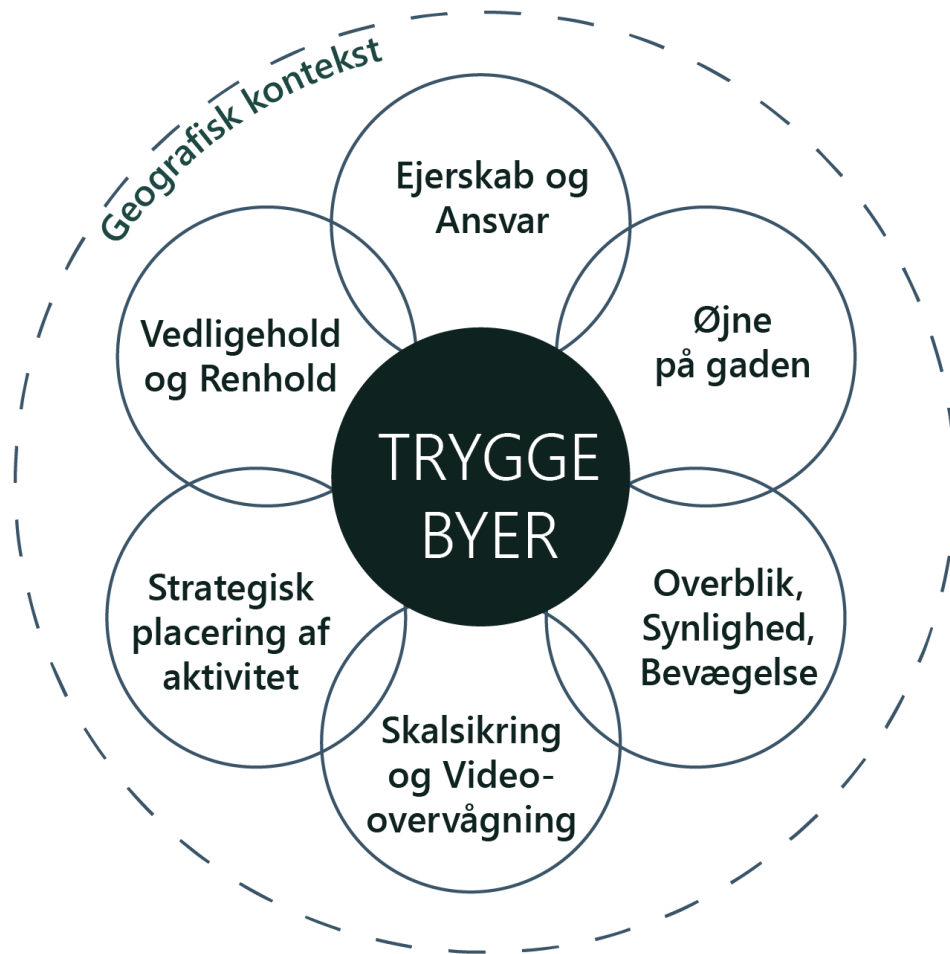 Geografisk kontekst
Ejerskab og
Ansvar
Øjne
på gaden
Vedligehold
og Renhold
TRYGGE
BYER
Strategisk
placering af
aktivitet
Overblik,
Synlighed,
Bevægelse
Skalsikring
og Video-
overvågning